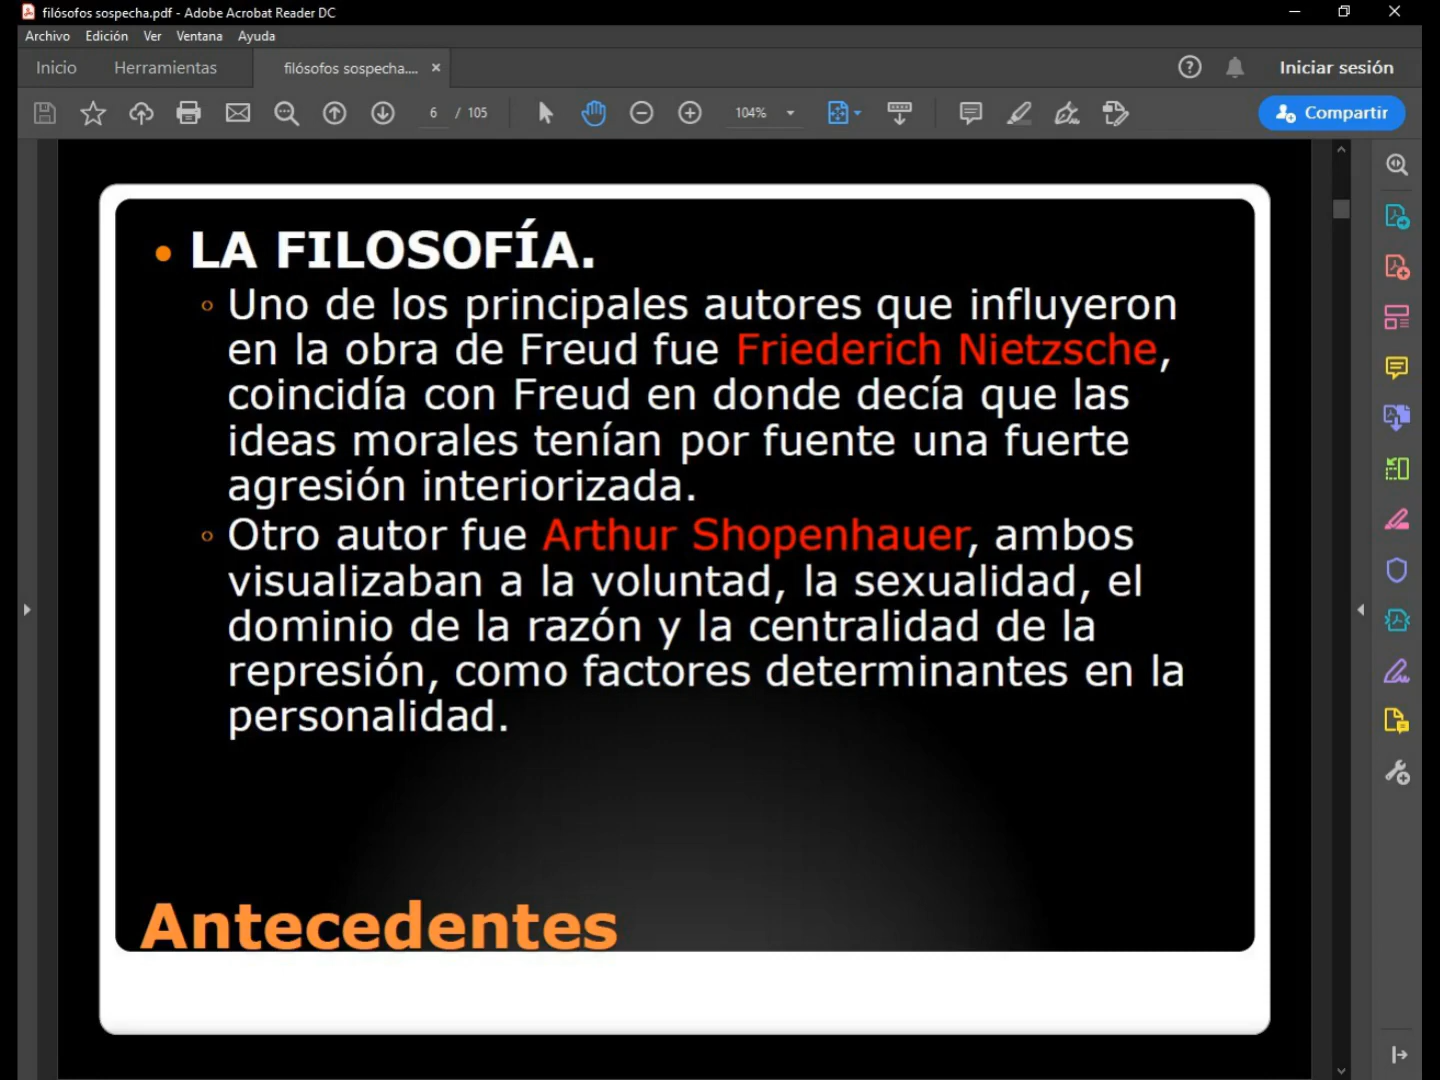 filósofos sospecha.pdf - Adobe Acrobat Reader DC
Archivo Edición Ver Ventana Ayuda
Inicio Herramientas filósofos sospecha.... × Iniciar sesión
6 / 105 104% Compartir
• LA FILOSOFÍA.
Uno de los principales autores que influyeron
en la obra de Freud fue Friederich Nietzsche,
coincidía con Freud en donde decía que las
ideas morales tenían por fuente una fuerte
agresión interiorizada.
Otro autor fue Arthur Shopenhauer, ambos
visualizaban a la voluntad, la sexualidad, el
dominio de la razón y la centralidad de la
represión, como factores determinantes en la
personalidad.
Antecedentes